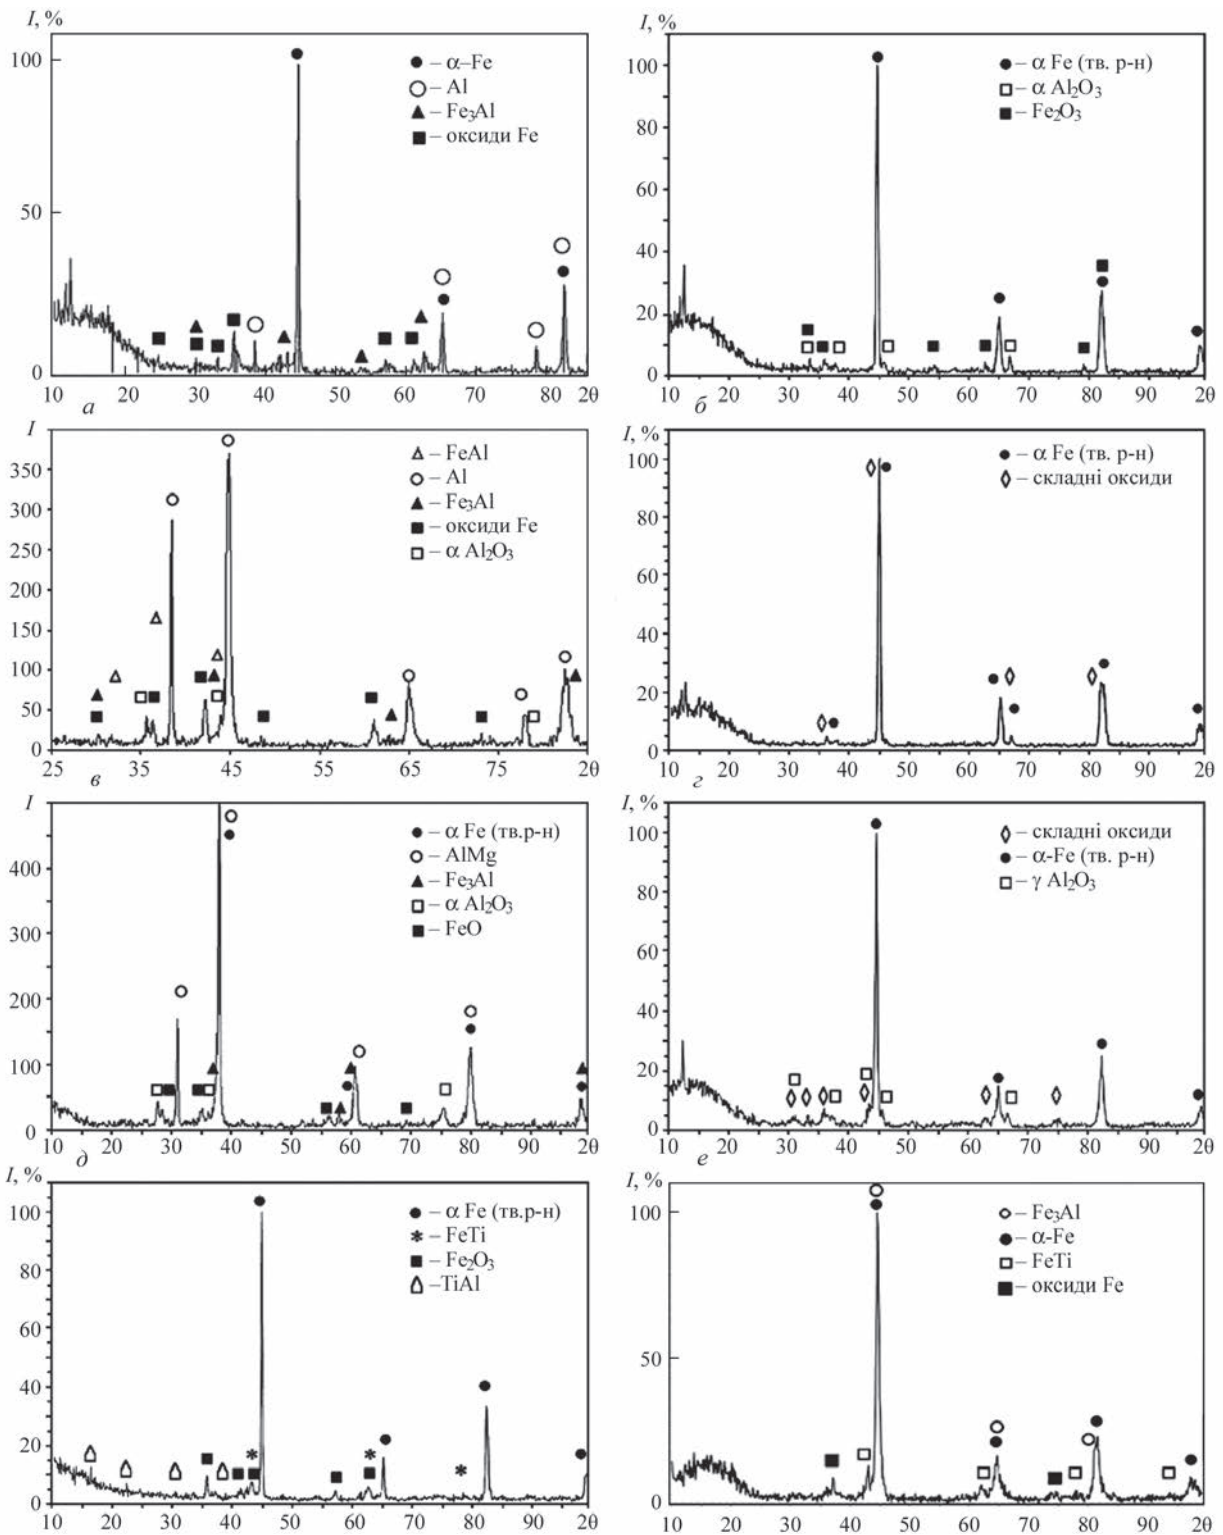 I, %
100
50
0
10 20 30 40 50 60 70 80 2θ
а
● – α–Fe
○ – Al
▲ – Fe₃Al
■ – оксиди Fe
I, %
100
80
60
40
20
0
10 20 30 40 50 60 70 80 90 2θ
б
● – α Fe (тв. р-н)
□ – α Al₂O₃
■ – Fe₂O₃
I
350
300
250
200
150
100
50
0
25 35 45 55 65 75 2θ
в
△ – FeAl
○ – Al
▲ – Fe₃Al
■ – оксиди Fe
□ – α Al₂O₃
I, %
100
80
60
40
20
0
10 20 30 40 50 60 70 80 90 2θ
г
● – α Fe (тв. р-н)
◊ – складні оксиди
I
400
300
200
100
0
10 20 30 40 50 60 70 80 90 2θ
д
● – α Fe (тв.р-н)
○ – AlMg
▲ – Fe₃Al
□ – α Al₂O₃
■ – FeO
I, %
100
80
60
40
20
0
10 20 30 40 50 60 70 80 90 2θ
е
◊ – складні оксиди
● – α-Fe (тв. р-н)
□ – γ Al₂O₃
I, %
100
80
60
40
20
10
0
10 20 30 40 50 60 70 80 90 2θ
● – α Fe (тв.р-н)
* – FeTi
■ – Fe₂O₃
–TiAl
I, %
100
50
0
10 20 30 40 50 60 70 80 90 2θ
○ – Fe₃Al
● – α-Fe
□ – FeTi
■ – оксиди Fe